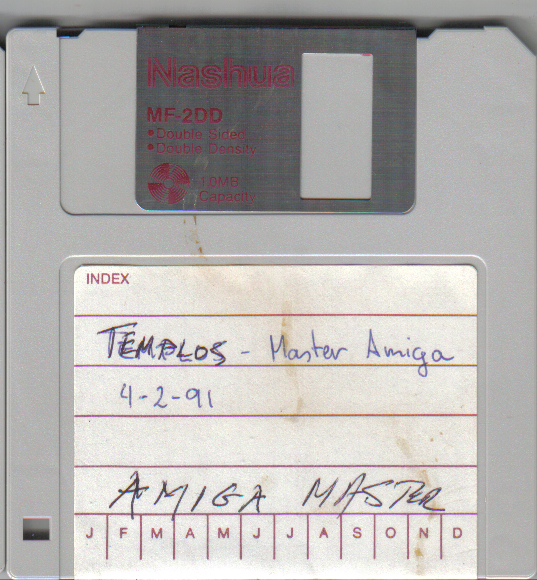 Nashua
MF-2DD
• Double Sided
• Double Density
1.0MB
Capacity
INDEX
TEMPLOS - Master Amiga
4-2-91
AMIGA MASTER
J F M A M J J A S O N D